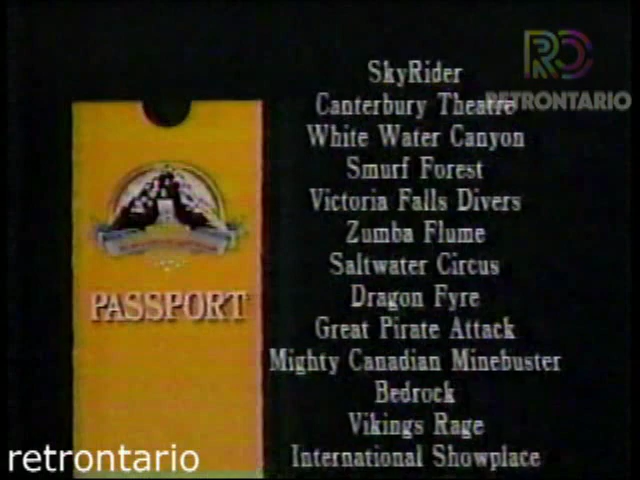 RETRONTARIO
SkyRider
Canterbury Theatre
White Water Canyon
Smurf Forest
Victoria Falls Divers
Zumba Flume
Saltwater Circus
Dragon Fyre
Great Pirate Attack
Mighty Canadian Minebuster
Bedrock
Vikings Rage
International Showplace
PASSPORT
retrontario